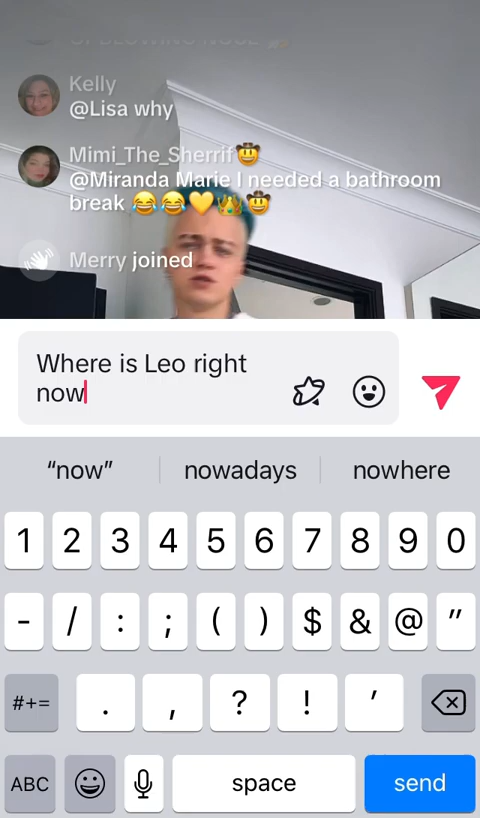 Kelly
@Lisa why
Mimi_The_Sherrif🤠
@Miranda Marie I needed a bathroom
break 😂😂💛👑🤠
Merry joined
Where is Leo right
now
“now” nowadays nowhere
1 2 3 4 5 6 7 8 9 0
- / : ; ( ) $ & @ "
#+= . , ? ! ’
ABC space send